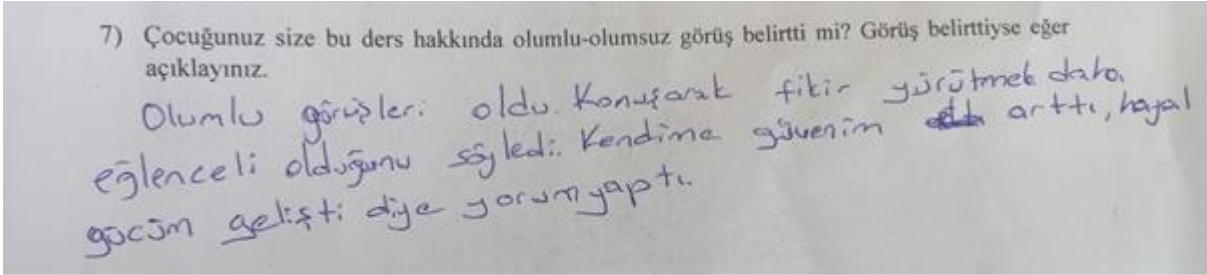 7) Çocuğunuz size bu ders hakkında olumlu-olumsuz görüş belirtti mi? Görüş belirttiyse eğer
açıklayınız.
Olumlu görüşleri oldu. Konuşarak fikir yürütmek daha
eğlenceli olduğunu söyledi. Kendime güvenim arttı, hayal
gücüm gelişti diye yorum yaptı.